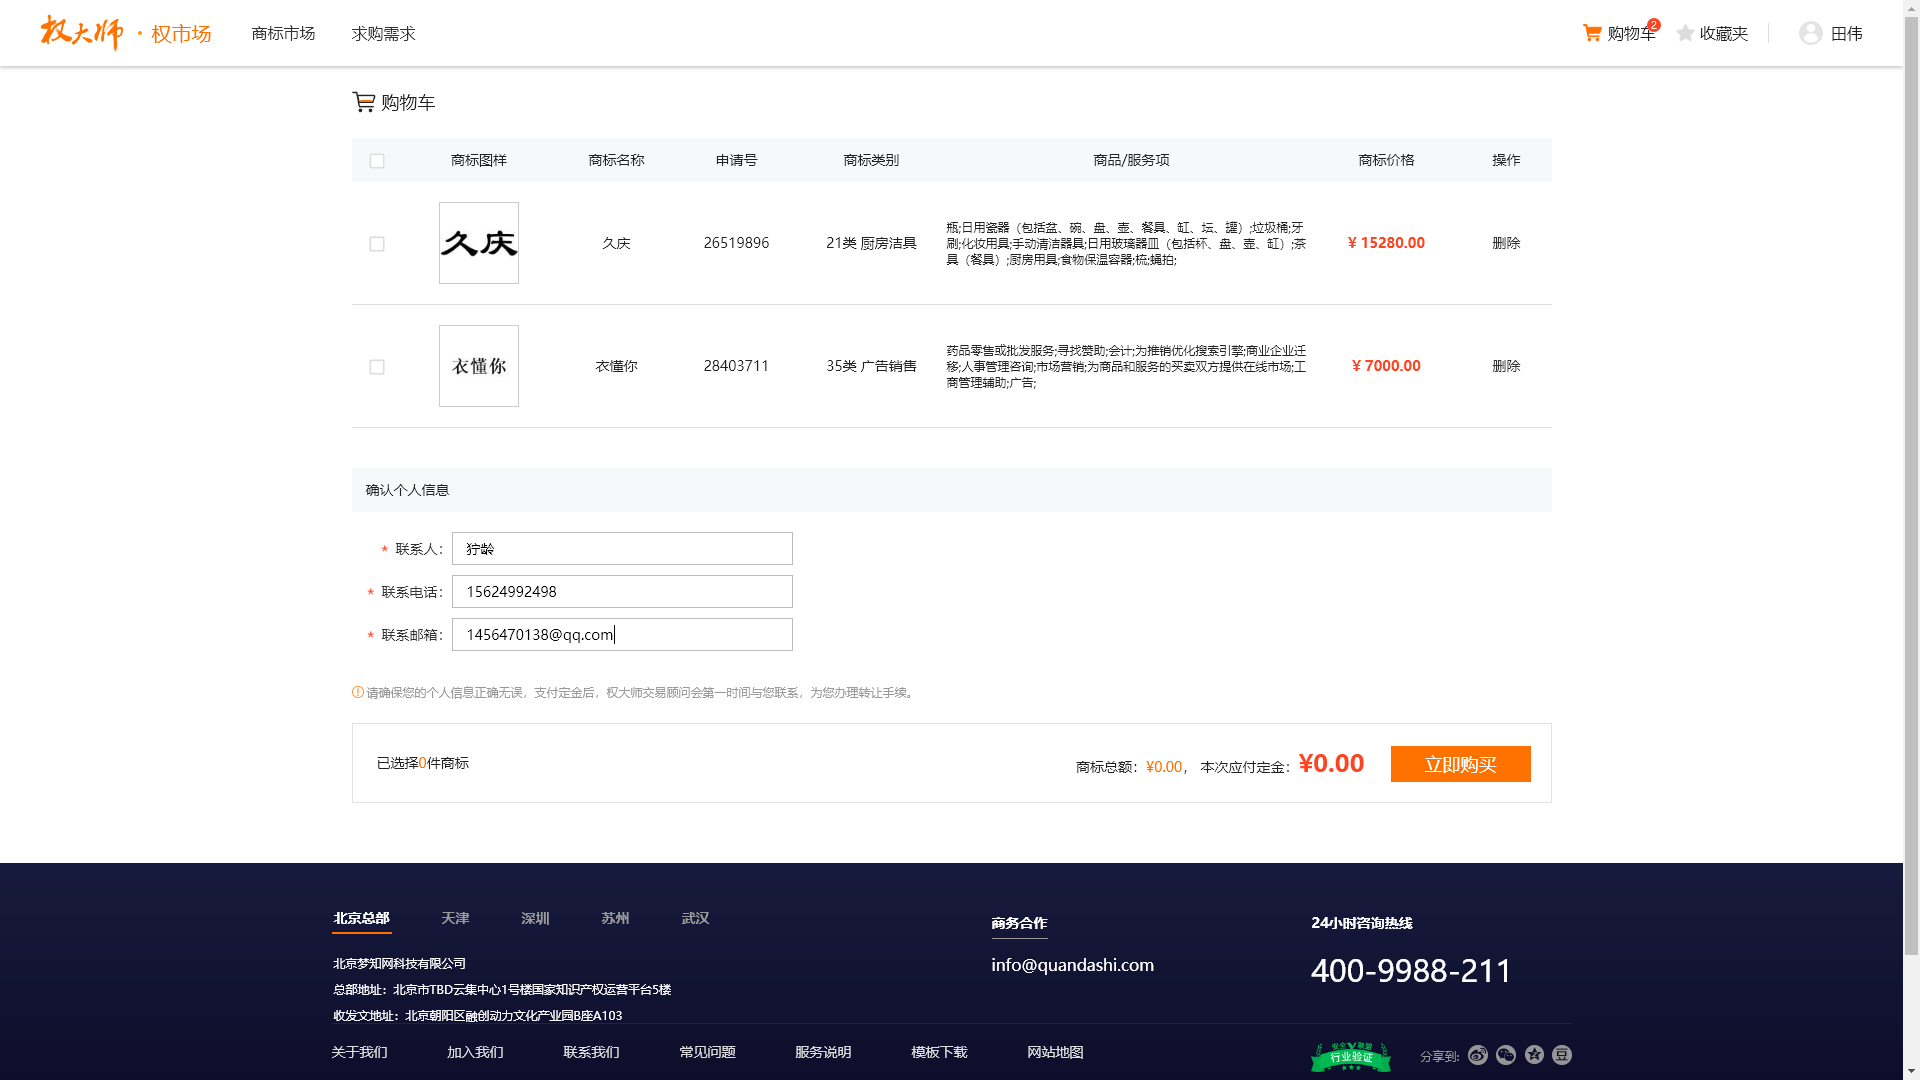 权大师 · 权市场 商标市场 求购需求 购物车 2 收藏夹 田伟
购物车
商标图样 商标名称 申请号 商标类别 商品/服务项 商标价格 操作
久庆 久庆 26519896 21类 厨房洁具 ¥ 15280.00 删除
瓶;日用瓷器（包括盆、碗、盘、壶、餐具、缸、坛、罐）;垃圾桶;牙
刷;化妆用具;手动清洁器具;日用玻璃器皿（包括杯、盘、壶、缸）;茶
具（餐具）;厨房用具;食物保温容器;梳;蝇拍;
衣懂你 衣懂你 28403711 35类 广告销售 ¥ 7000.00 删除
药品零售或批发服务;寻找赞助;会计;为推销优化搜索引擎;商业企业迁
移;人事管理咨询;市场营销;为商品和服务的买卖双方提供在线市场;工
商管理辅助;广告;
确认个人信息
* 联系人： 狞龄
* 联系电话： 15624992498
* 联系邮箱： 1456470138@qq.com
请确保您的个人信息正确无误，支付定金后，权大师交易顾问会第一时间与您联系，为您办理转让手续。
已选择0件商标 商标总额：¥0.00， 本次应付定金：¥0.00 立即购买
北京总部 天津 深圳 苏州 武汉
北京梦知网科技有限公司
总部地址：北京市TBD云集中心1号楼国家知识产权运营平台5楼
收发文地址：北京朝阳区融创动力文化产业园B座A103
商务合作
info@quandashi.com
24小时咨询热线
400-9988-211
关于我们 加入我们 联系我们 常见问题 服务说明 模板下载 网站地图
安全V联盟
行业验证
分享到: